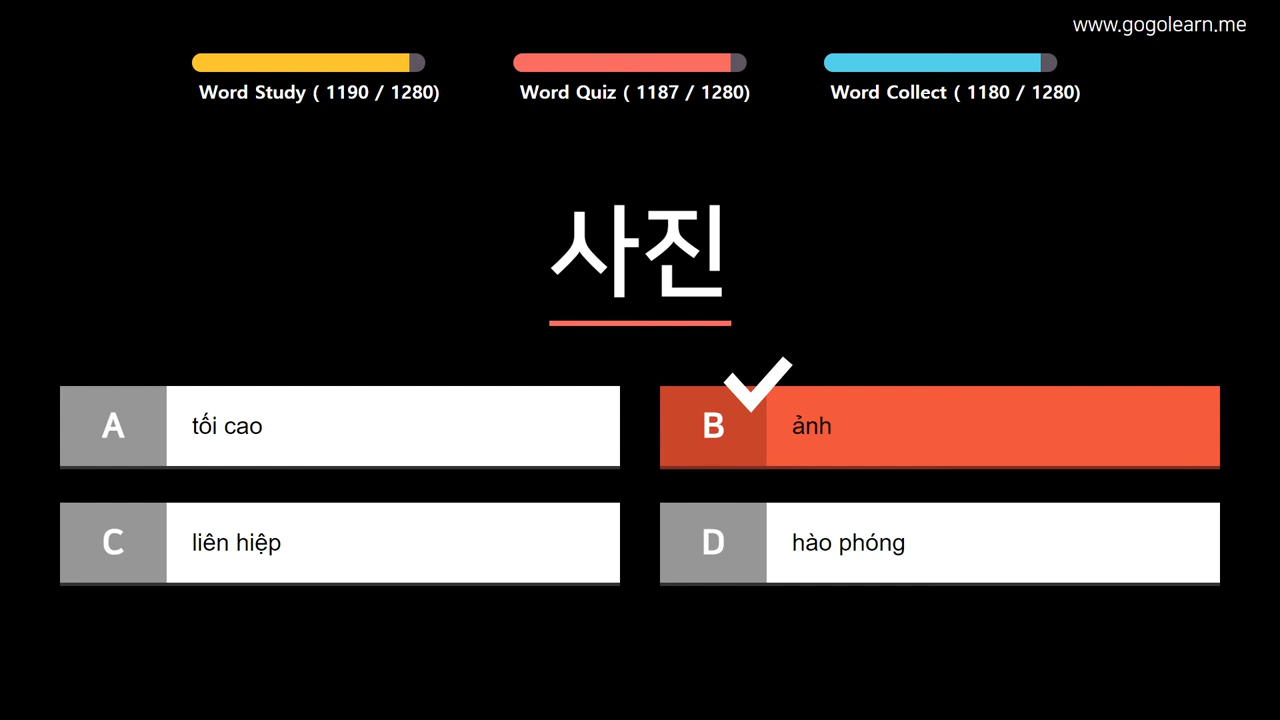 www.gogolearn.me
Word Study ( 1190 / 1280)
Word Quiz ( 1187 / 1280)
Word Collect ( 1180 / 1280)
사진
A tối cao
B ảnh
C liên hiệp
D hào phóng